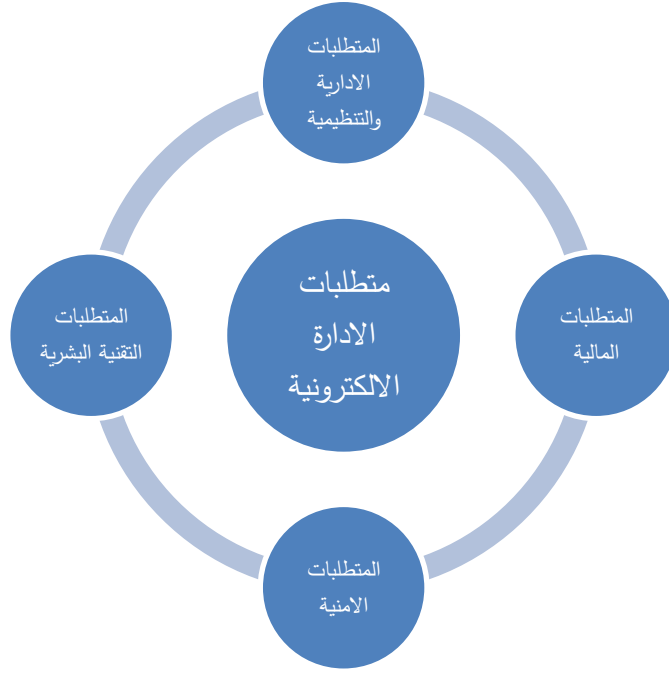 المتطلبات
الادارية
والتنظيمية
متطلبات
الادارة
الالكترونية
المتطلبات
المالية
المتطلبات
الامنية
المتطلبات
التقنية البشرية